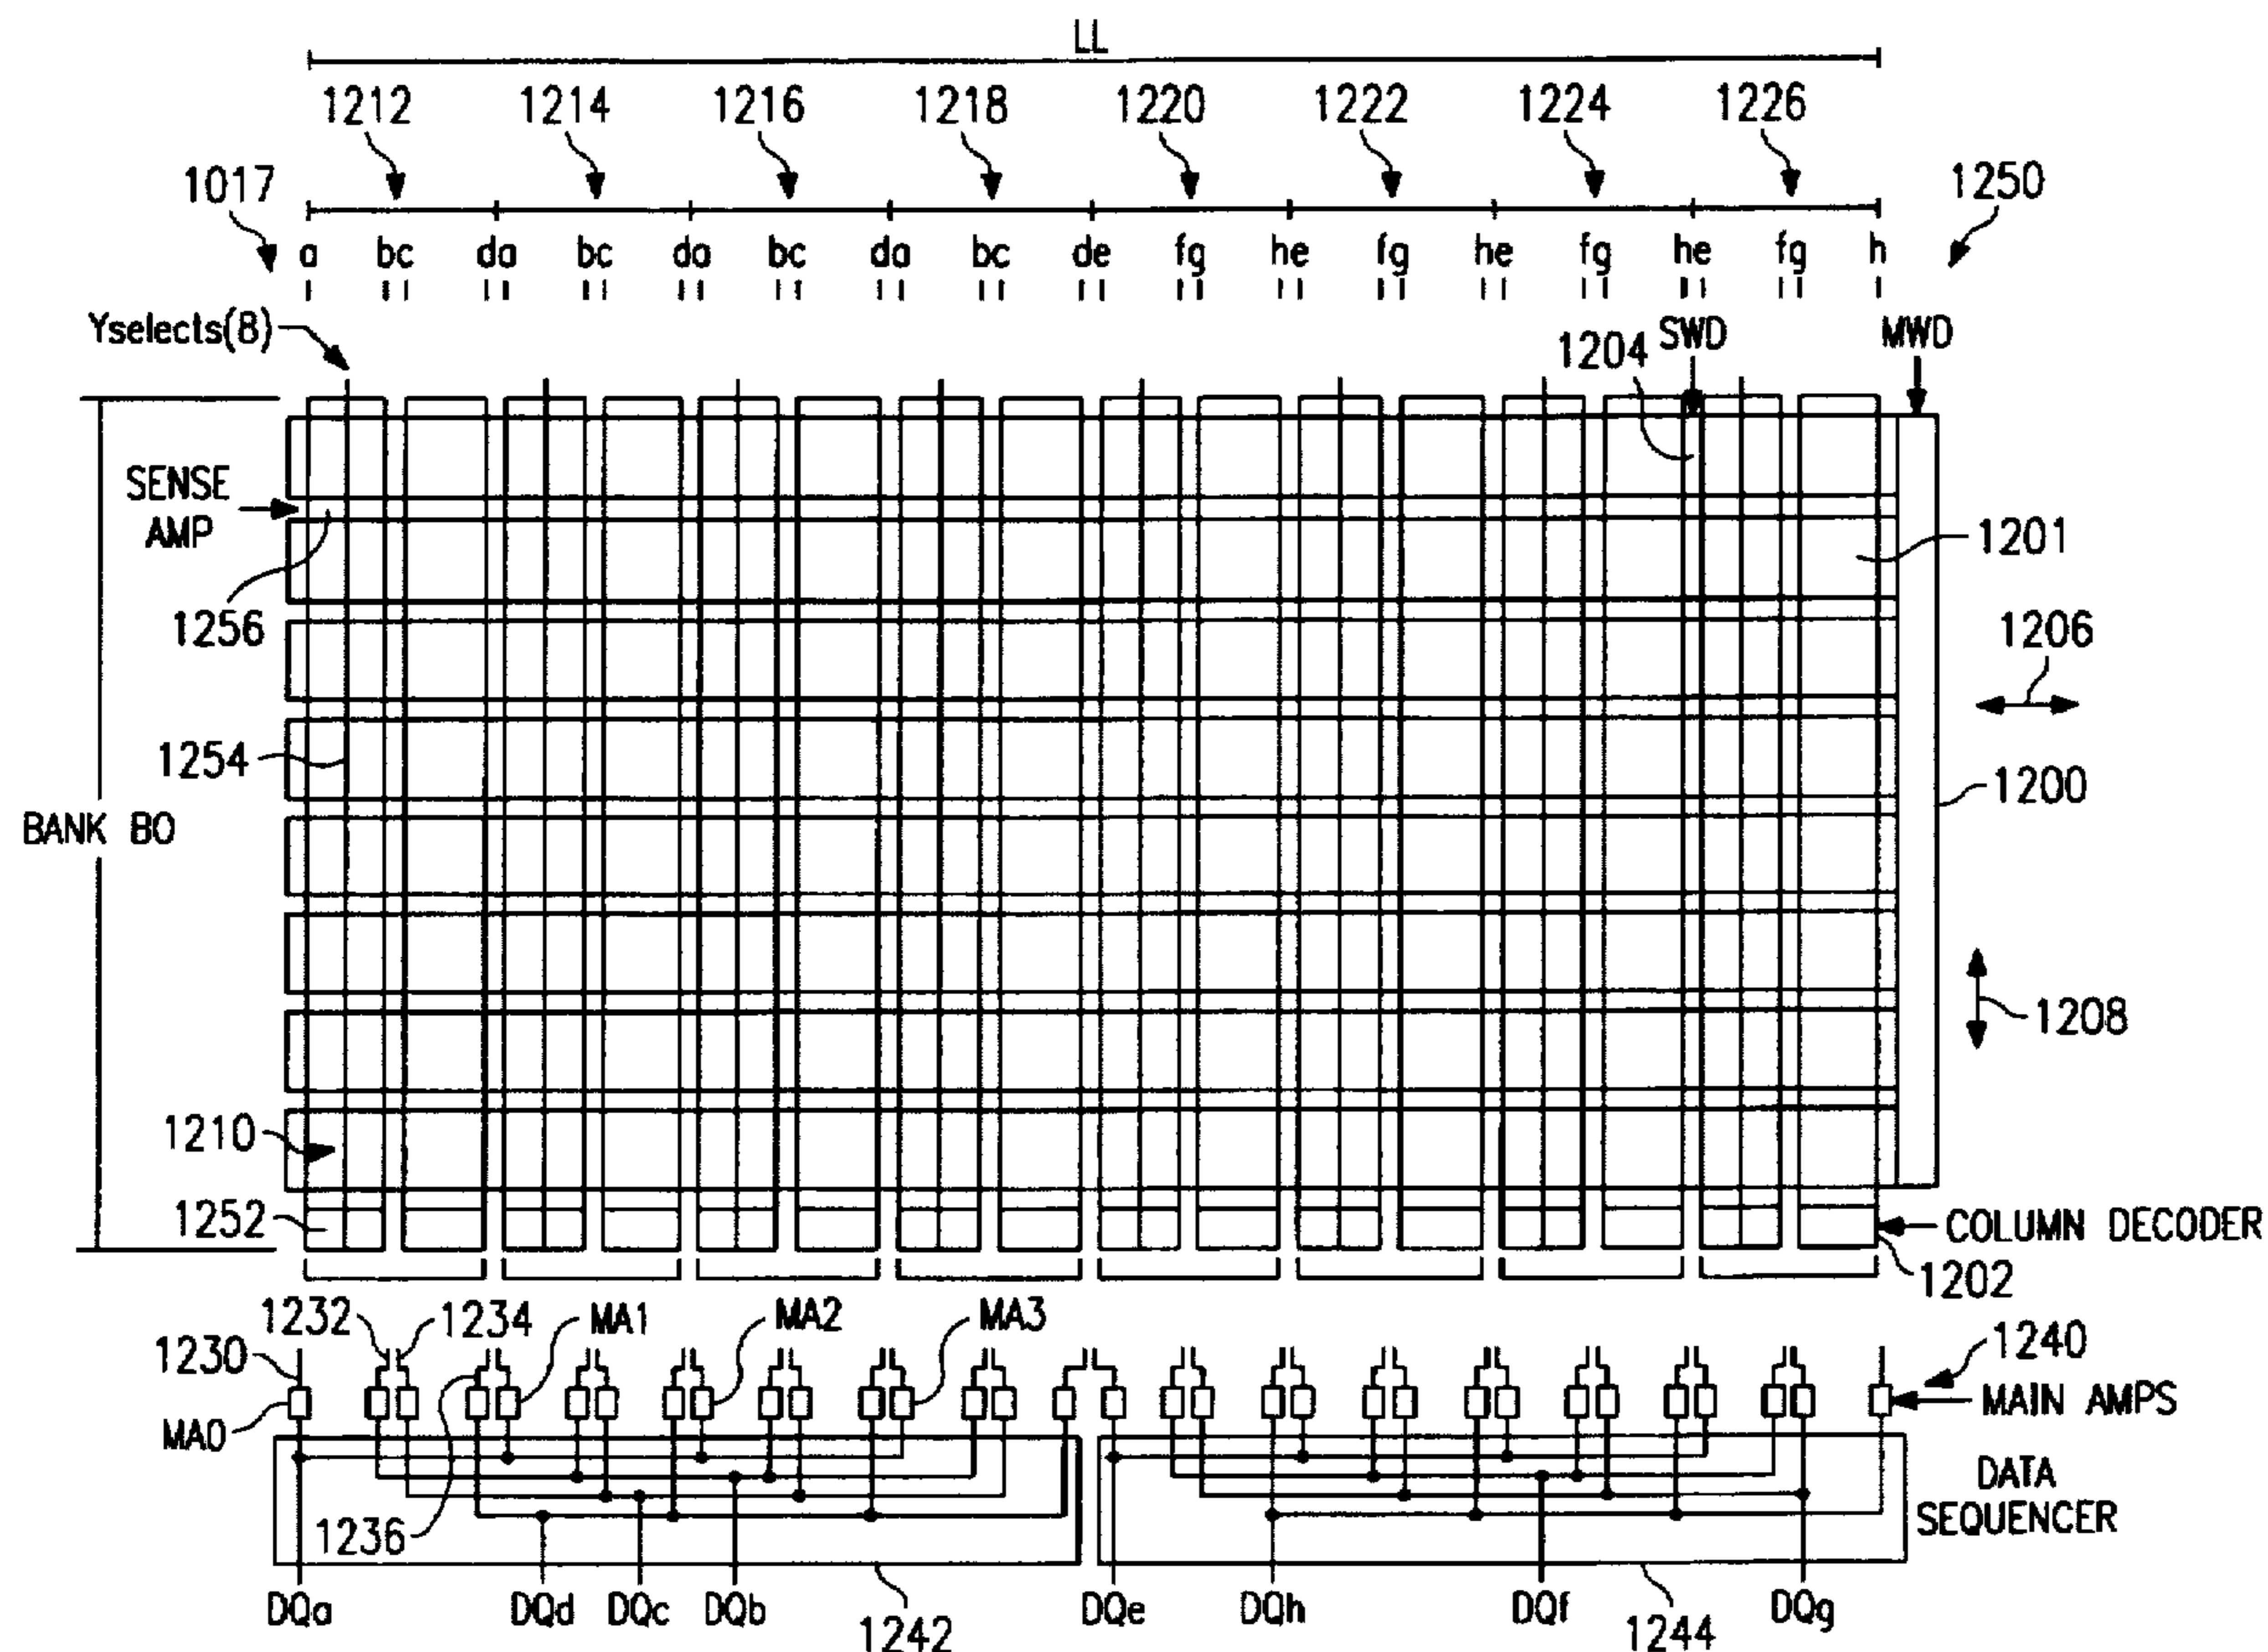 LL
1212 1214 1216 1218 1220 1222 1224 1226
1017 1250
a bc da bc da bc da bc de fg he fg he fg he fg h
Yselects(8) 1204 SWD MWD
SENSE
AMP
1201
1256
1206
1254
1200
BANK B0
1208
1210
1252
COLUMN DECODER
1202
1232 1234 MA1 MA2 MA3
1230 1240
MAIN AMPS
MA0
DATA
SEQUENCER
1236
DQa DQd DQc DQb DQe DQh DQf DQg
1242 1244